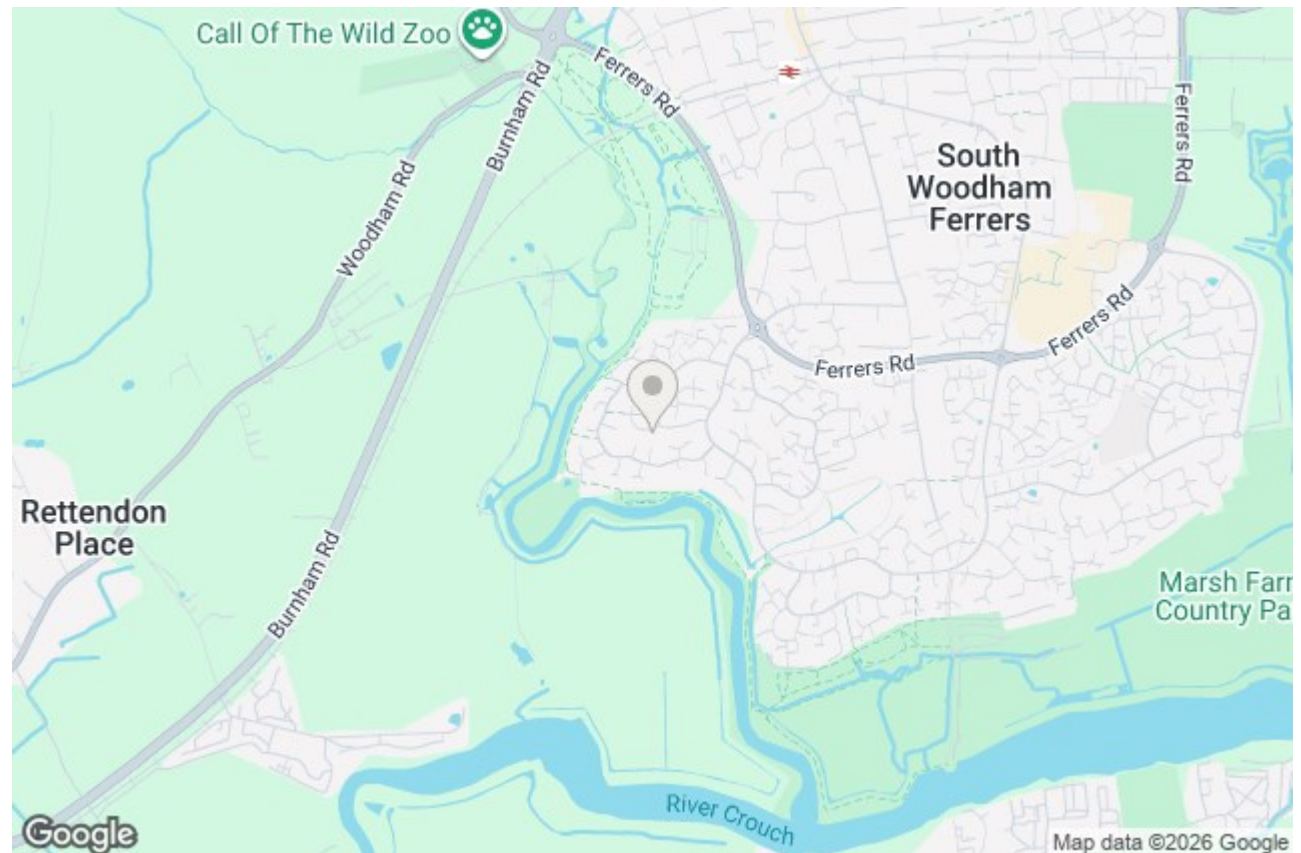 Call Of The Wild Zoo
Ferrers Rd
Burnham Rd
Woodham Rd
South
Woodham
Ferrers
Ferrers Rd
Ferrers Rd
Ferrers Rd
Rettendon
Place
Burnham Rd
Marsh Farm
Country Pa
River Crouch
Google
Map data ©2026 Google